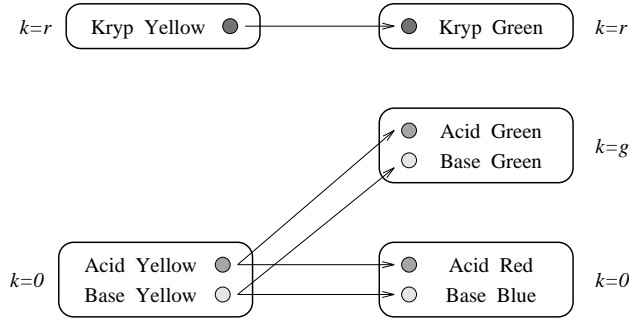 k=r Kryp Yellow Kryp Green k=r
Acid Green
Base Green
k=g
Acid Yellow Acid Red
k=0 k=0
Base Yellow Base Blue